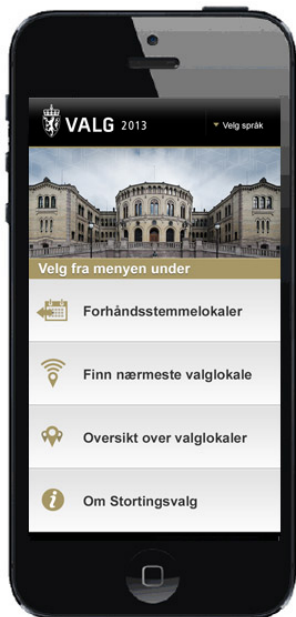 VALG 2013
Velg språk
Velg fra menyen under
Forhåndsstemmelokaler
Finn nærmeste valglokale
Oversikt over valglokaler
Om Stortingsvalg